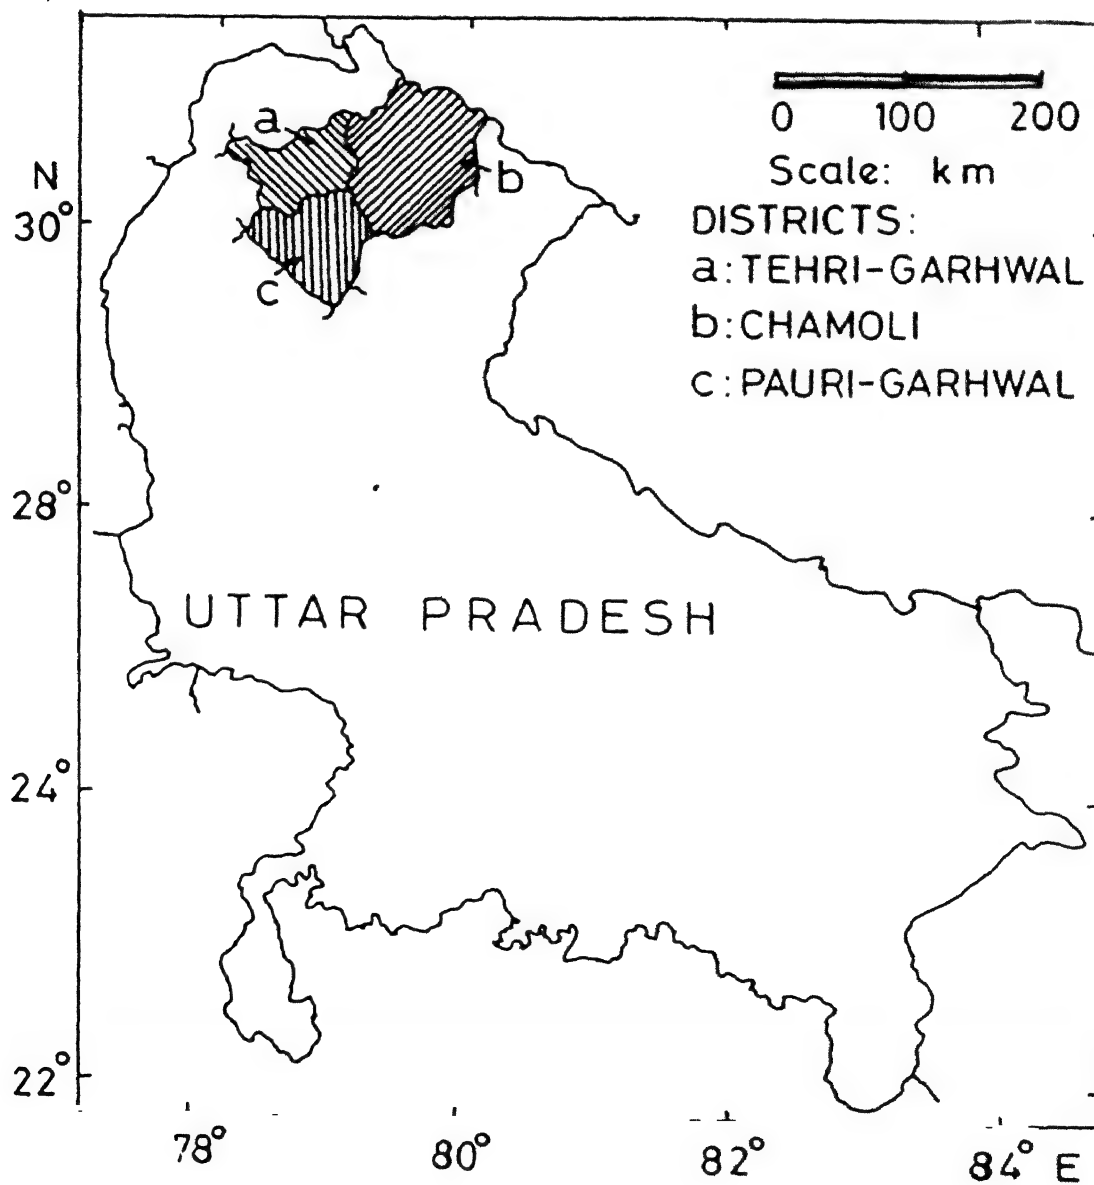 0 100 200
Scale: km
DISTRICTS:
a: TEHRI-GARHWAL
b: CHAMOLI
c: PAURI-GARHWAL
a
b
c
N
30°
28°
UTTAR PRADESH
24°
22°
78° 80° 82° 84° E